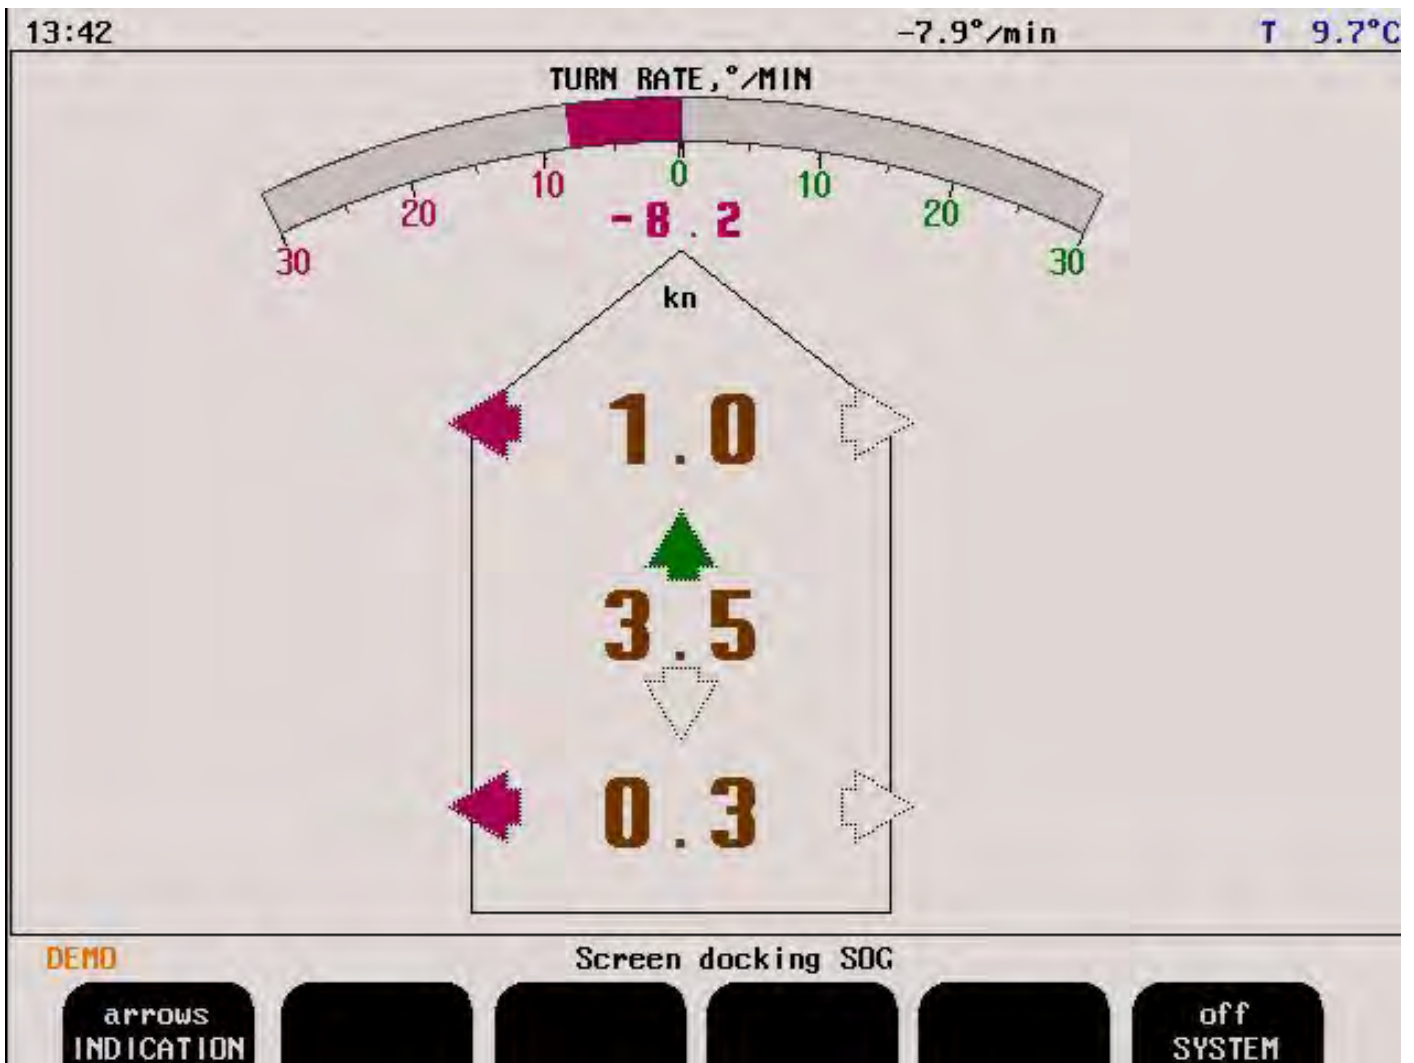 13:42 -7.9°/min T 9.7°C
TURN RATE,°/MIN
10 0 10
20 -8.2 20
30 30
kn
1.0
3.5
0.3
DEMO Screen docking SOG
arrows off
INDICATION SYSTEM